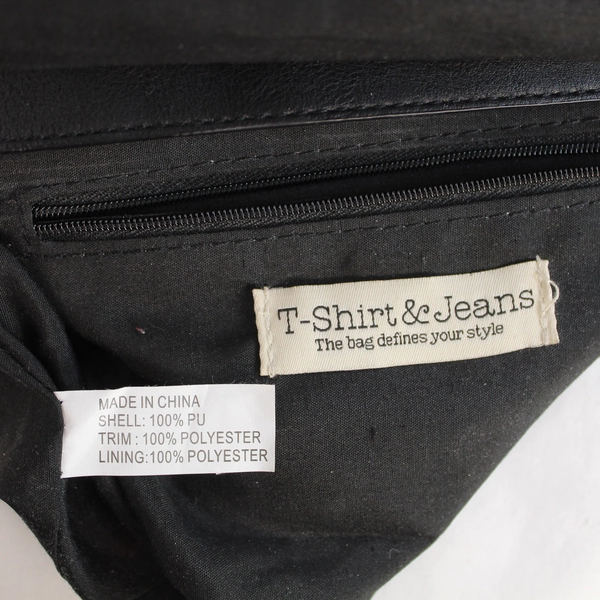 T-Shirt&Jeans
The bag defines your style
MADE IN CHINA
SHELL: 100% PU
TRIM : 100% POLYESTER
LINING:100% POLYESTER